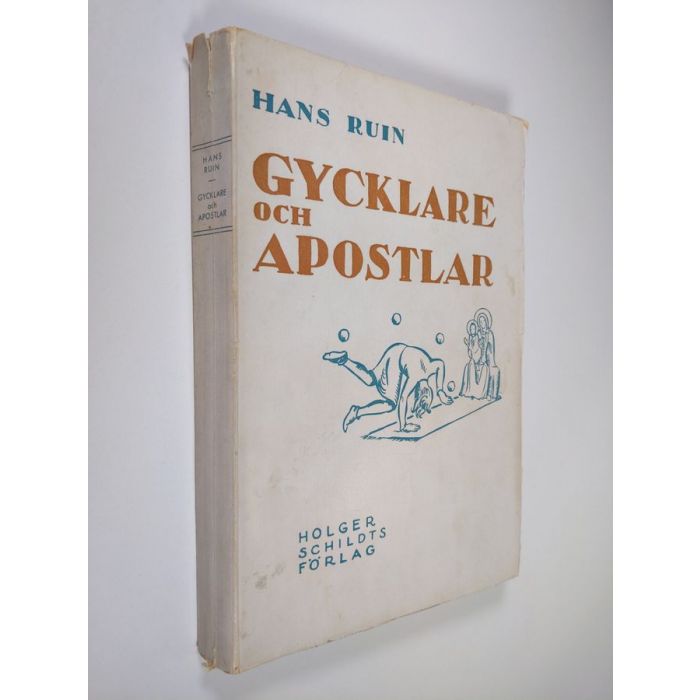 HANS RUIN
GYCKLARE
OCH
APOSTLAR
HOLGER
SCHILDTS
FÖRLAG
HANS
RUIN
GYCKLARE
och
APOSTLAR